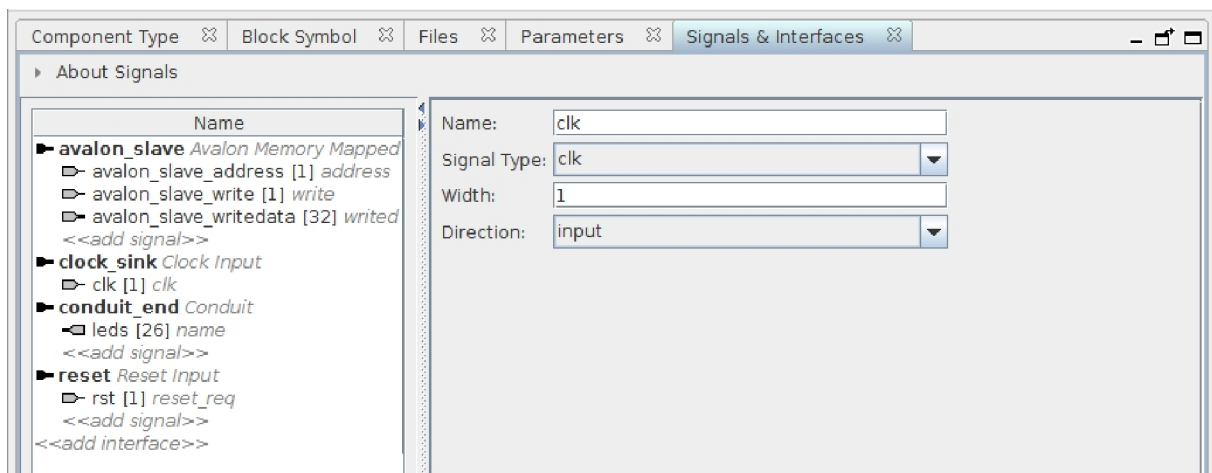 Component Type Block Symbol Files Parameters Signals & Interfaces
About Signals
Name
avalon_slave Avalon Memory Mapped
avalon_slave_address [1] address
avalon_slave_write [1] write
avalon_slave_writedata [32] writed
<<add signal>>
clock_sink Clock Input
clk [1] clk
conduit_end Conduit
leds [26] name
<<add signal>>
reset Reset Input
rst [1] reset_req
<<add signal>>
<<add interface>>
Name: clk
Signal Type: clk
Width: 1
Direction: input